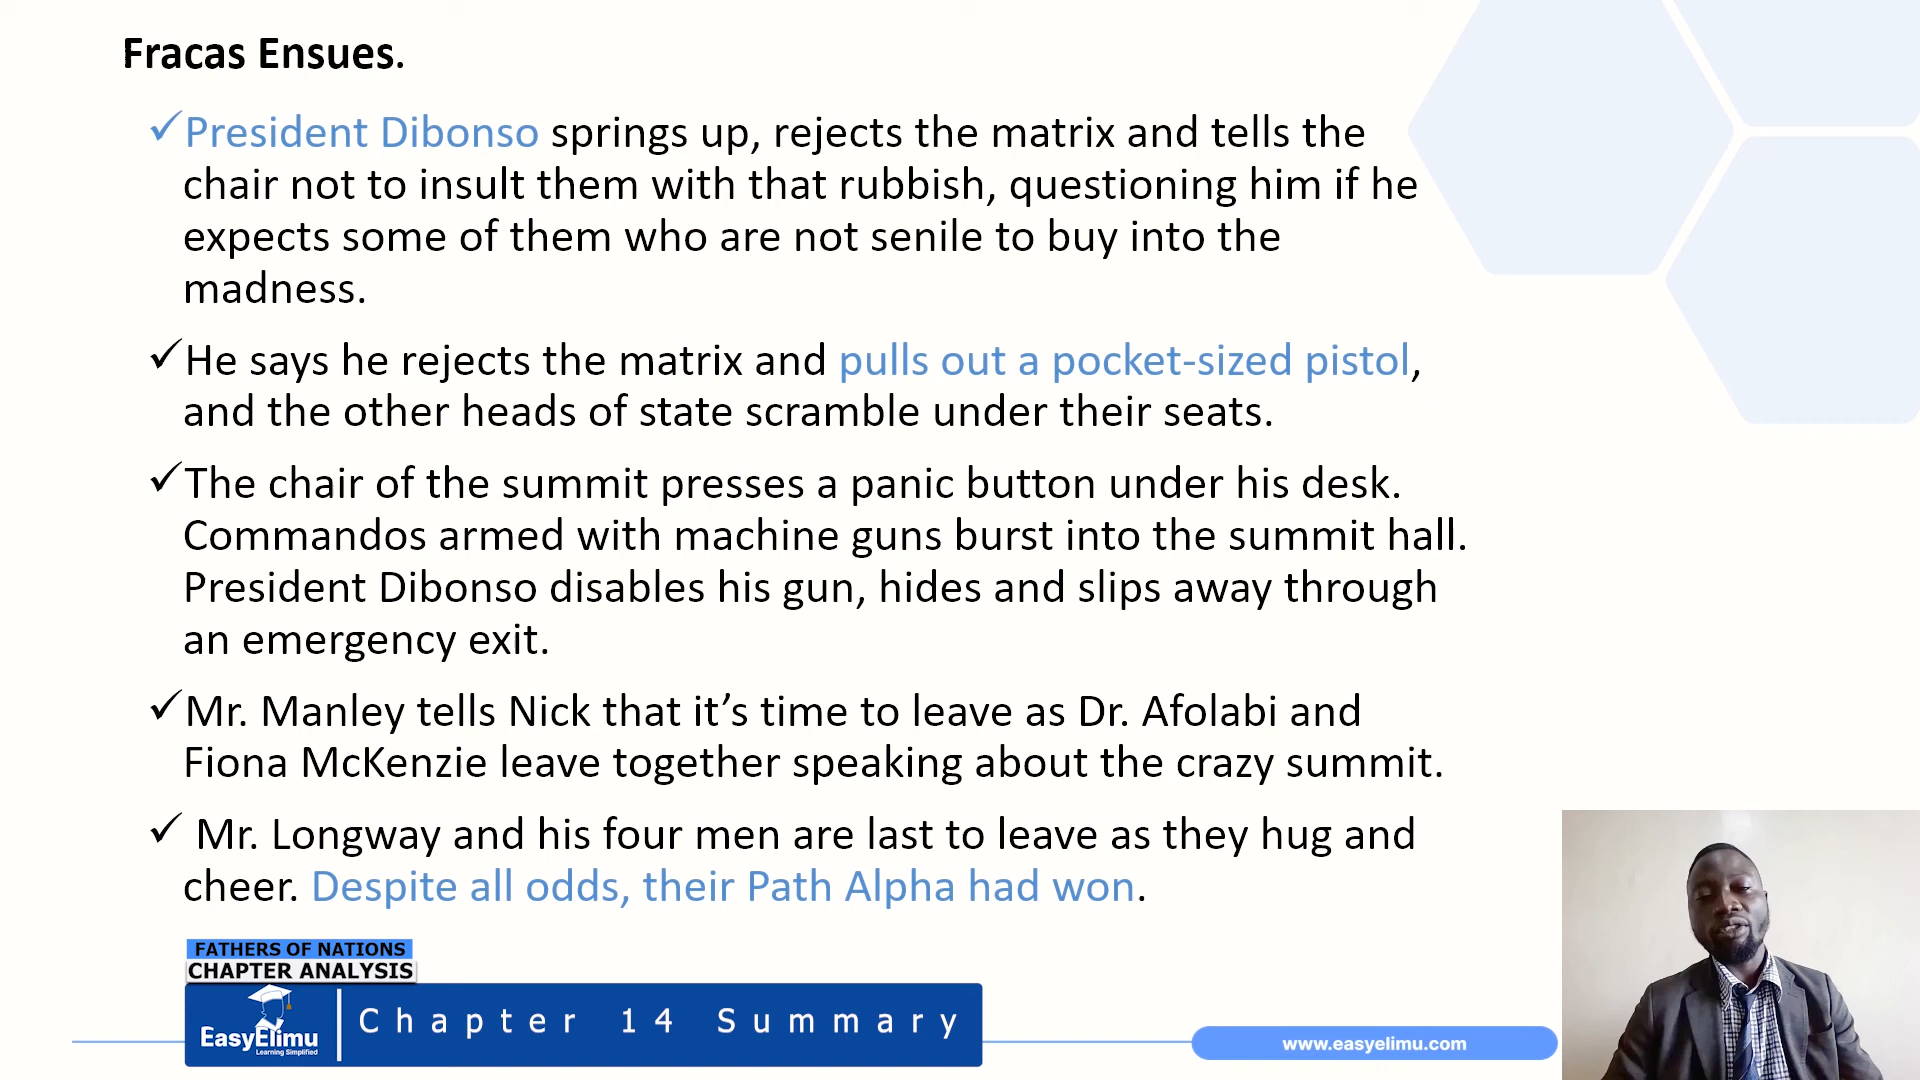 Fracas Ensues.
✓President Dibonso springs up, rejects the matrix and tells the
chair not to insult them with that rubbish, questioning him if he
expects some of them who are not senile to buy into the
madness.
✓He says he rejects the matrix and pulls out a pocket-sized pistol,
and the other heads of state scramble under their seats.
✓The chair of the summit presses a panic button under his desk.
Commandos armed with machine guns burst into the summit hall.
President Dibonso disables his gun, hides and slips away through
an emergency exit.
✓Mr. Manley tells Nick that it’s time to leave as Dr. Afolabi and
Fiona McKenzie leave together speaking about the crazy summit.
✓ Mr. Longway and his four men are last to leave as they hug and
cheer. Despite all odds, their Path Alpha had won.
FATHERS OF NATIONS
CHAPTER ANALYSIS
EasyElimu
Learning Simplified
Chapter 14 Summary
www.easyelimu.com